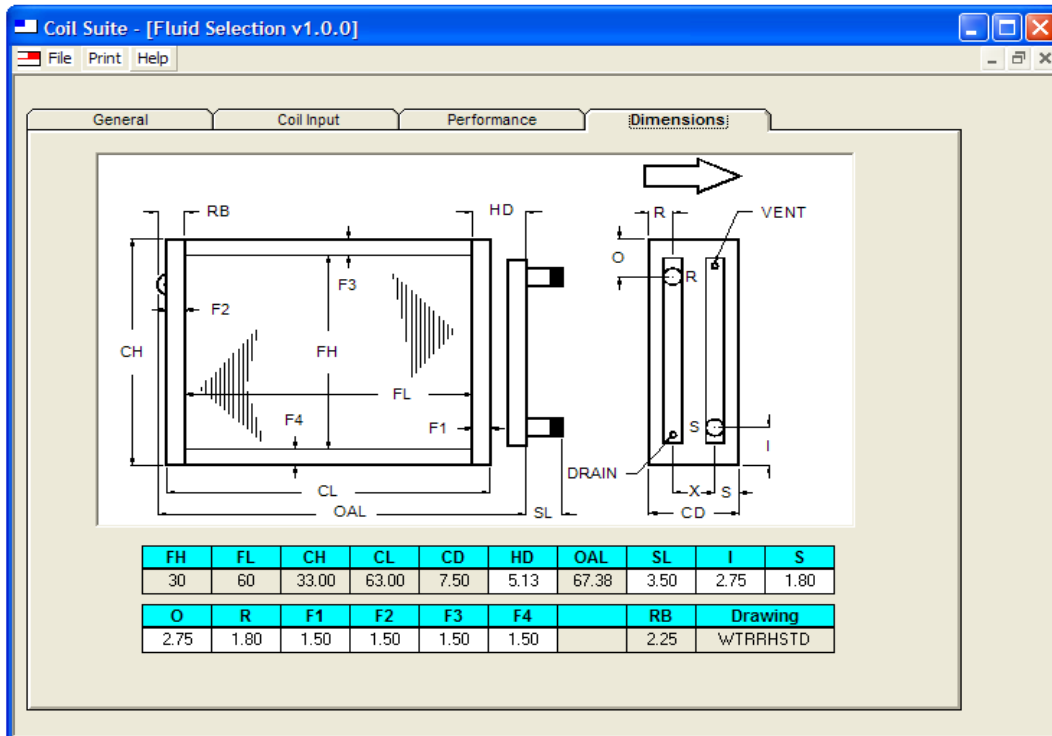 Coil Suite - [Fluid Selection v1.0.0]
File Print Help
General Coil Input Performance Dimensions
RB HD R VENT
O
F3 R
F2
CH FH
FL
F4 F1 S
I
DRAIN
CL X S
OAL SL CD
FH FL CH CL CD HD OAL SL I S
30 60 33.00 63.00 7.50 5.13 67.38 3.50 2.75 1.80
O R F1 F2 F3 F4 RB Drawing
2.75 1.80 1.50 1.50 1.50 1.50 2.25 WTRRHSTD